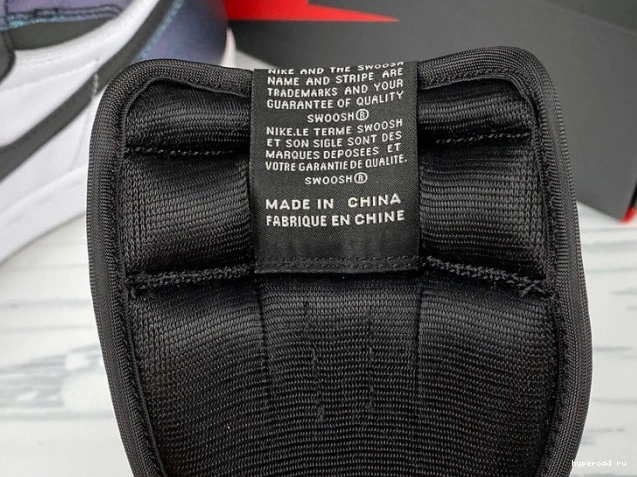 NIKE AND THE SWOOSH
NAME AND STRIPE ARE
TRADEMARKS AND YOUR
GUARANTEE OF QUALITY
SWOOSH®
NIKE.LE TERME SWOOSH
ET SON SIGLE SONT DES
MARQUES DEPOSEES ET
VOTRE GARANTIE DE QUALITE.
SWOOSH®
MADE IN CHINA
FABRIQUE EN CHINE
hyperond ru